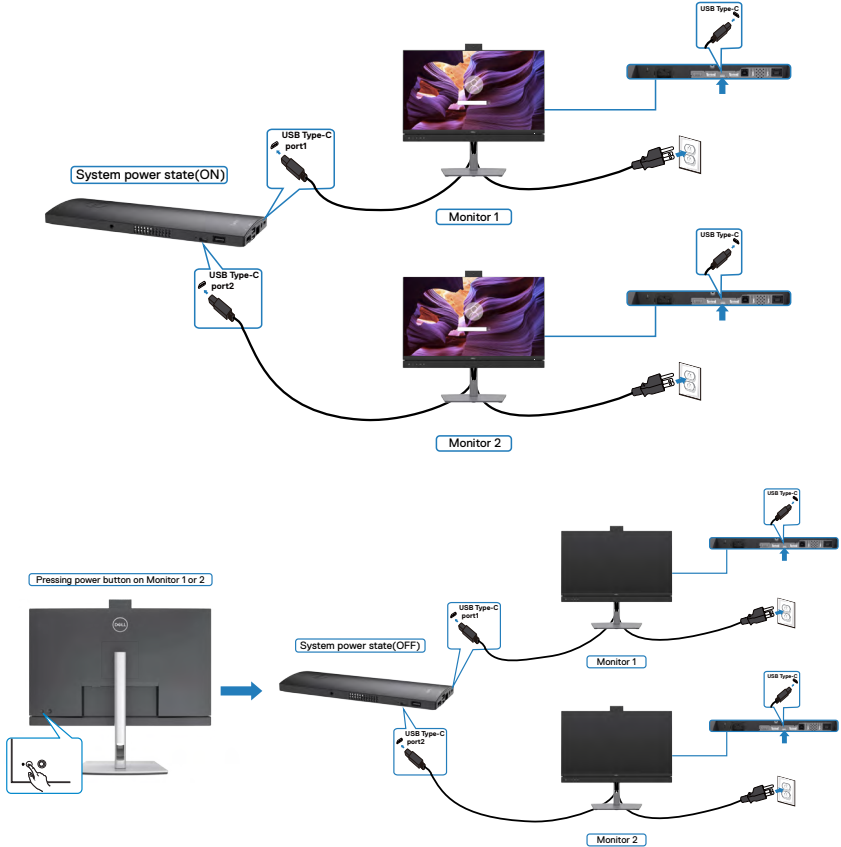 USB Type-C
USB Type-C
port1
System power state(ON)
Monitor 1
USB Type-C
USB Type-C
port2
Monitor 2
USB Type-C
Pressing power button on Monitor 1 or 2
DELL
USB Type-C
port1
System power state(OFF)
Monitor 1
USB Type-C
USB Type-C
port2
Monitor 2